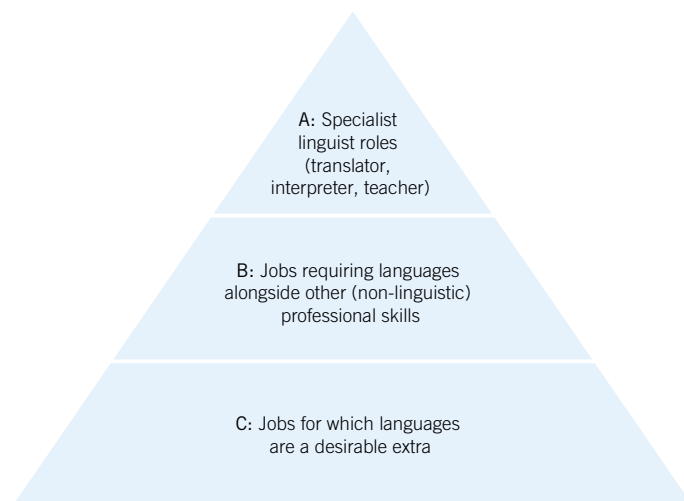 A: Specialist
linguist roles
(translator,
interpreter, teacher)
B: Jobs requiring languages
alongside other (non-linguistic)
professional skills
C: Jobs for which languages
are a desirable extra